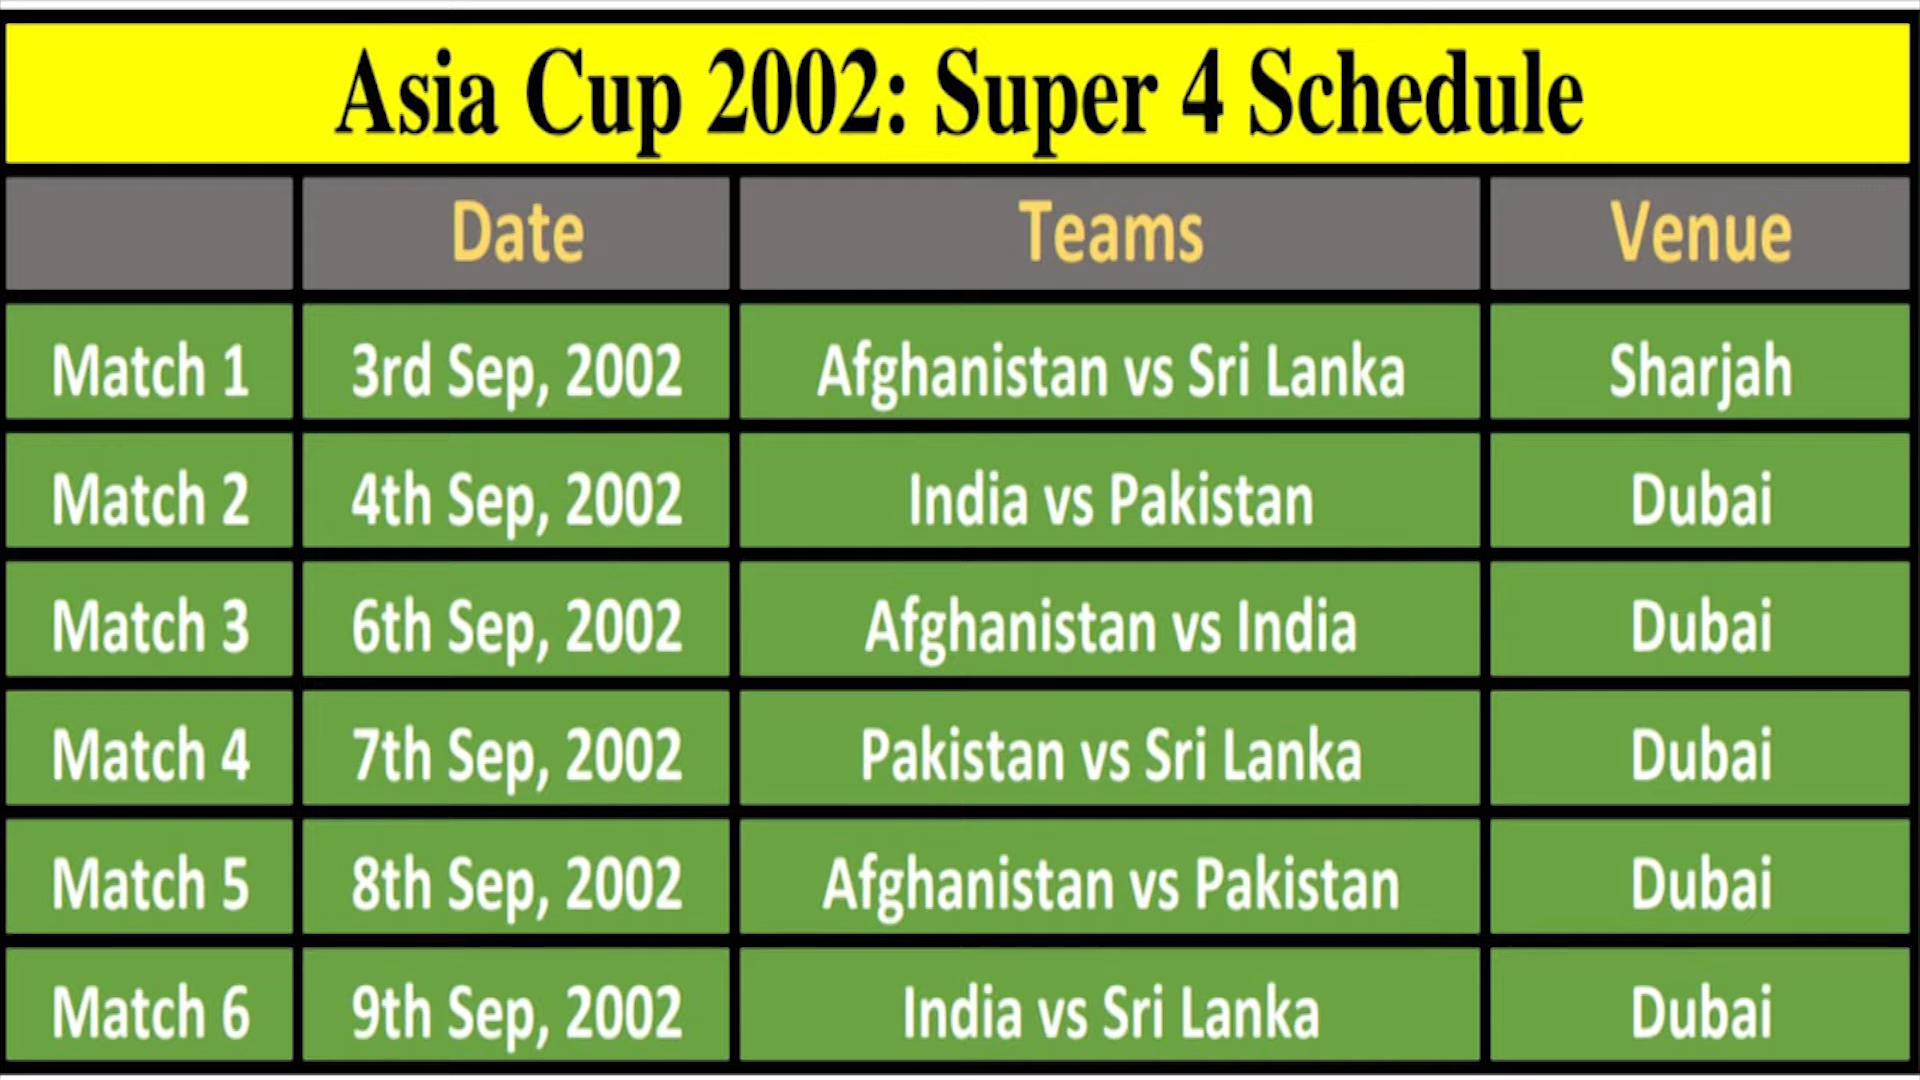 Asia Cup 2002: Super 4 Schedule
Date Teams Venue
Match 1 3rd Sep, 2002 Afghanistan vs Sri Lanka Sharjah
Match 2 4th Sep, 2002 India vs Pakistan Dubai
Match 3 6th Sep, 2002 Afghanistan vs India Dubai
Match 4 7th Sep, 2002 Pakistan vs Sri Lanka Dubai
Match 5 8th Sep, 2002 Afghanistan vs Pakistan Dubai
Match 6 9th Sep, 2002 India vs Sri Lanka Dubai